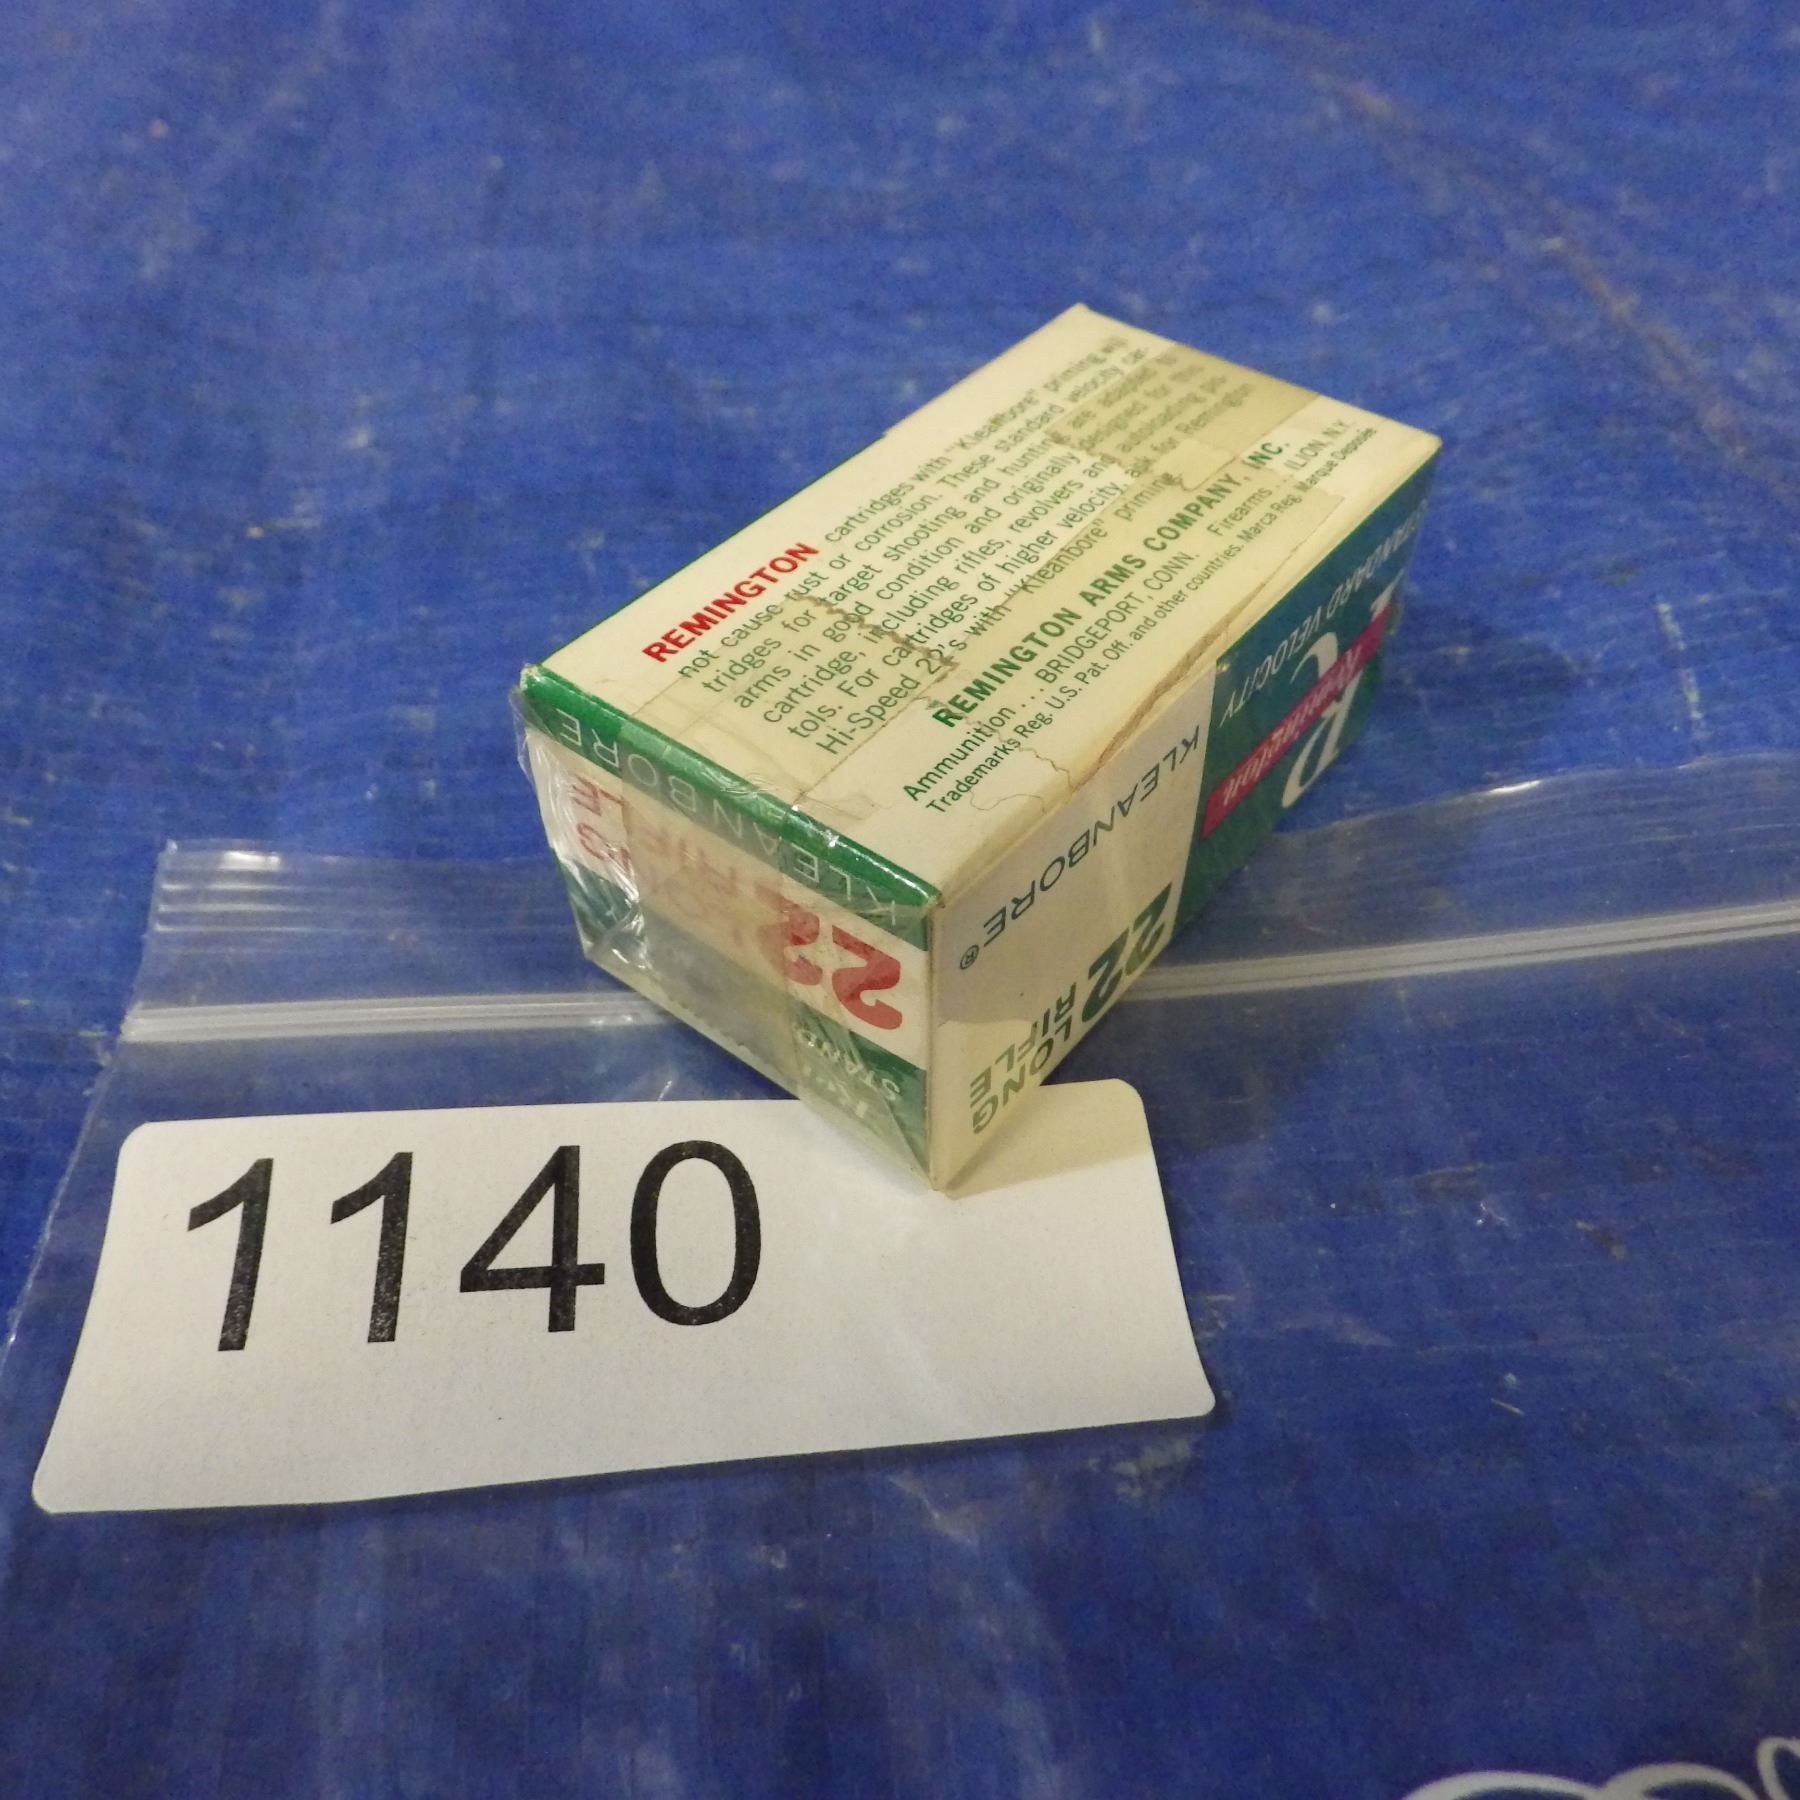 REMINGTON cartridges with "Kleanbore" priming will
not cause rust or corrosion. These standard velocity car-
tridges for target shooting and hunting are adapted to
arms in good condition and originally designed for this
cartridge, including rifles, revolvers and autoloading pis-
tols. For cartridges of higher velocity, ask for Remington
Hi-Speed 22's with "Kleanbore" priming.
REMINGTON ARMS COMPANY, INC.
Ammunition ... BRIDGEPORT, CONN. Firearms ... ILION, N.Y.
Trademarks Reg. U.S. Pat. Off. and other countries. Marca Reg. Marque Deposée
KLEANBORE
22
KLEANBORE®
22 LONG
RIFLE
Remington
STANDARD VELOCITY
1140